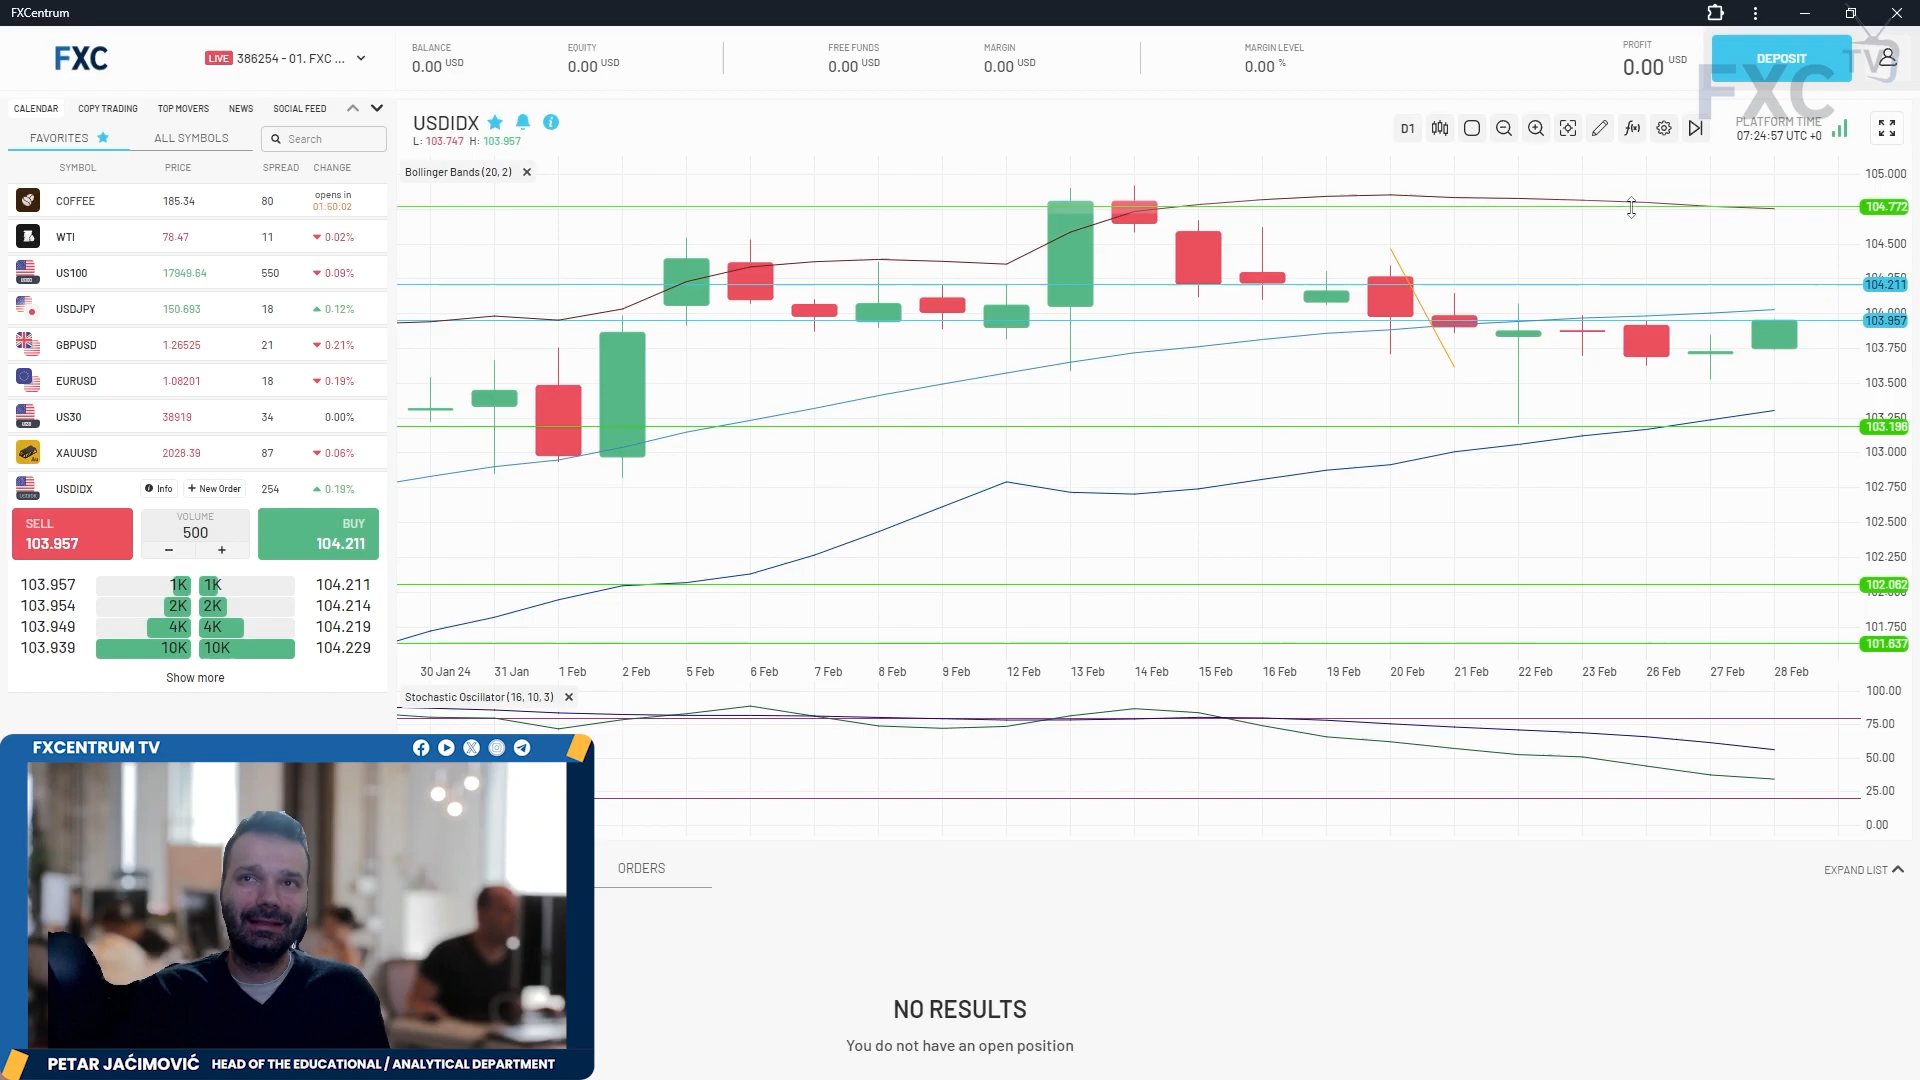 FXCentrum
FXC
LIVE 386254 - 01. FXC ...
BALANCE
0.00 USD
EQUITY
0.00 USD
FREE FUNDS
0.00 USD
MARGIN
0.00 USD
MARGIN LEVEL
0.00 %
PROFIT
0.00 USD
DEPOSIT
FXC TV
CALENDAR COPY TRADING TOP MOVERS NEWS SOCIAL FEED
FAVORITES ALL SYMBOLS Search
SYMBOL PRICE SPREAD CHANGE
COFFEE 185.34 80 opens in 01:50:02
WTI 78.47 11 0.02%
US100 17949.64 550 0.09%
USDJPY 150.693 18 0.12%
GBPUSD 1.26525 21 0.21%
EURUSD 1.08201 18 0.19%
US30 38919 34 0.00%
XAUUSD 2028.39 87 0.06%
USDIDX Info + New Order 254 0.19%
SELL
103.957
VOLUME
500
− +
BUY
104.211
103.957 1K 1K 104.211
103.954 2K 2K 104.214
103.949 4K 4K 104.219
103.939 10K 10K 104.229
Show more
USDIDX
L: 103.747 H: 103.957
D1
PLATFORM TIME
07:24:57 UTC +0
Bollinger Bands (20, 2)
105.000
104.772
104.500
104.211
103.957
103.750
103.500
103.250
103.196
103.000
102.750
102.500
102.250
102.062
101.750
101.637
30 Jan 24 31 Jan 1 Feb 2 Feb 5 Feb 6 Feb 7 Feb 8 Feb 9 Feb 12 Feb 13 Feb 14 Feb 15 Feb 16 Feb 19 Feb 20 Feb 21 Feb 22 Feb 23 Feb 26 Feb 27 Feb 28 Feb
Stochastic Oscillator (16, 10, 3)
100.00
75.00
50.00
25.00
0.00
ORDERS
EXPAND LIST
NO RESULTS
You do not have an open position
FXCENTRUM TV
PETAR JAĆIMOVIĆ HEAD OF THE EDUCATIONAL / ANALYTICAL DEPARTMENT